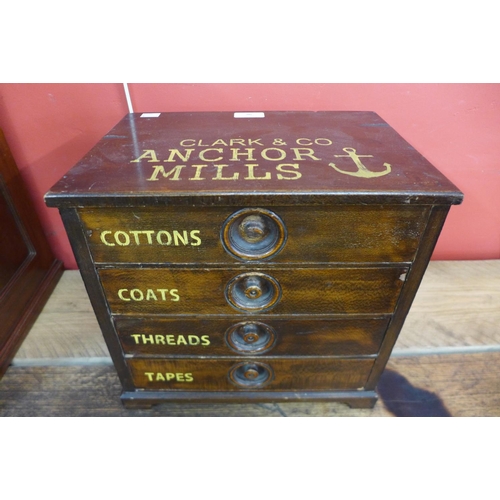 CLARK & CO
ANCHOR
MILLS
COTTONS
COATS
THREADS
TAPES